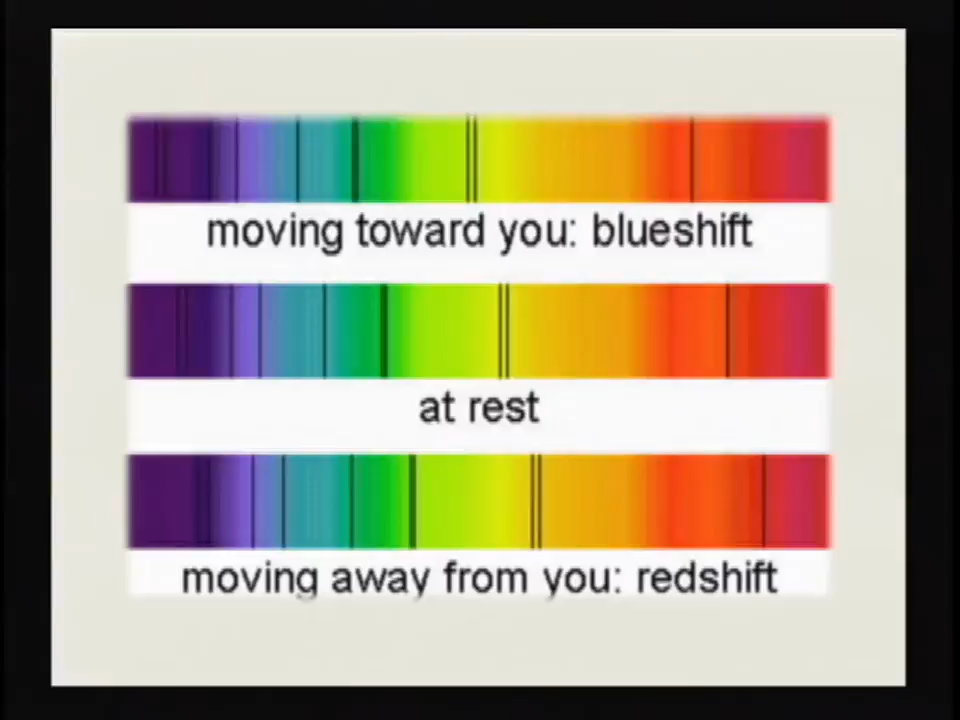 moving toward you: blueshift
at rest
moving away from you: redshift